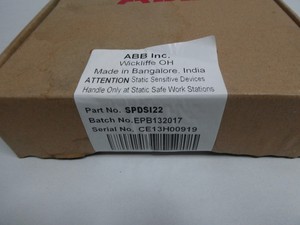 ABB
ABB Inc.
Wickliffe OH
Made in Bangalore, India
ATTENTION Static Sensitive Devices
Handle Only at Static Safe Work Stations
Part No. SPDSI22
Batch No.EPB132017
Serial No. CE13H00919